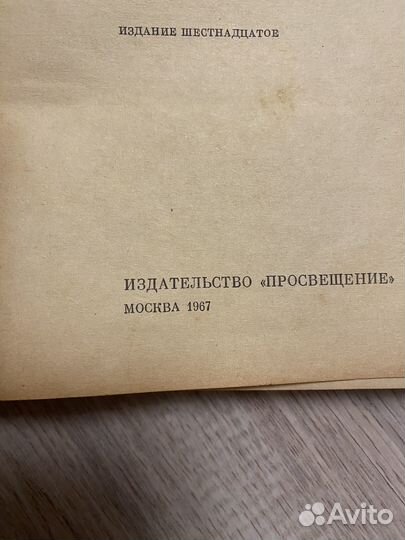 ИЗДАНИЕ ШЕСТНАДЦАТОЕ
ИЗДАТЕЛЬСТВО «ПРОСВЕЩЕНИЕ»
МОСКВА 1967
Avito